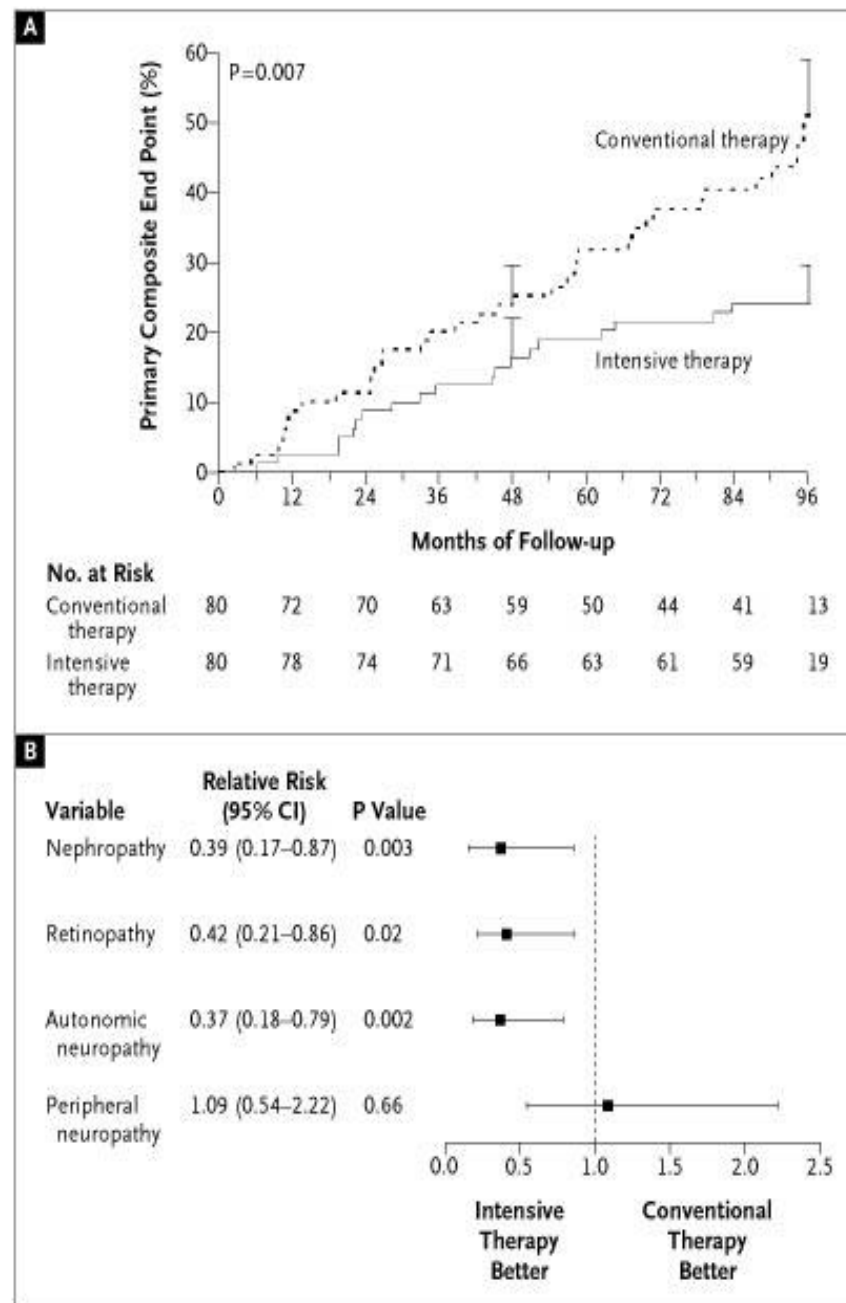 A
Primary Composite End Point (%)
60
50
40
30
20
10
0
P=0.007
Conventional therapy
Intensive therapy
0 12 24 36 48 60 72 84 96
Months of Follow-up
No. at Risk
Conventional therapy 80 72 70 63 59 50 44 41 13
Intensive therapy 80 78 74 71 66 63 61 59 19
B
Variable Relative Risk (95% CI) P Value
Nephropathy 0.39 (0.17–0.87) 0.003
Retinopathy 0.42 (0.21–0.86) 0.02
Autonomic neuropathy 0.37 (0.18–0.79) 0.002
Peripheral neuropathy 1.09 (0.54–2.22) 0.66
0.0 0.5 1.0 1.5 2.0 2.5
Intensive Therapy Better
Conventional Therapy Better